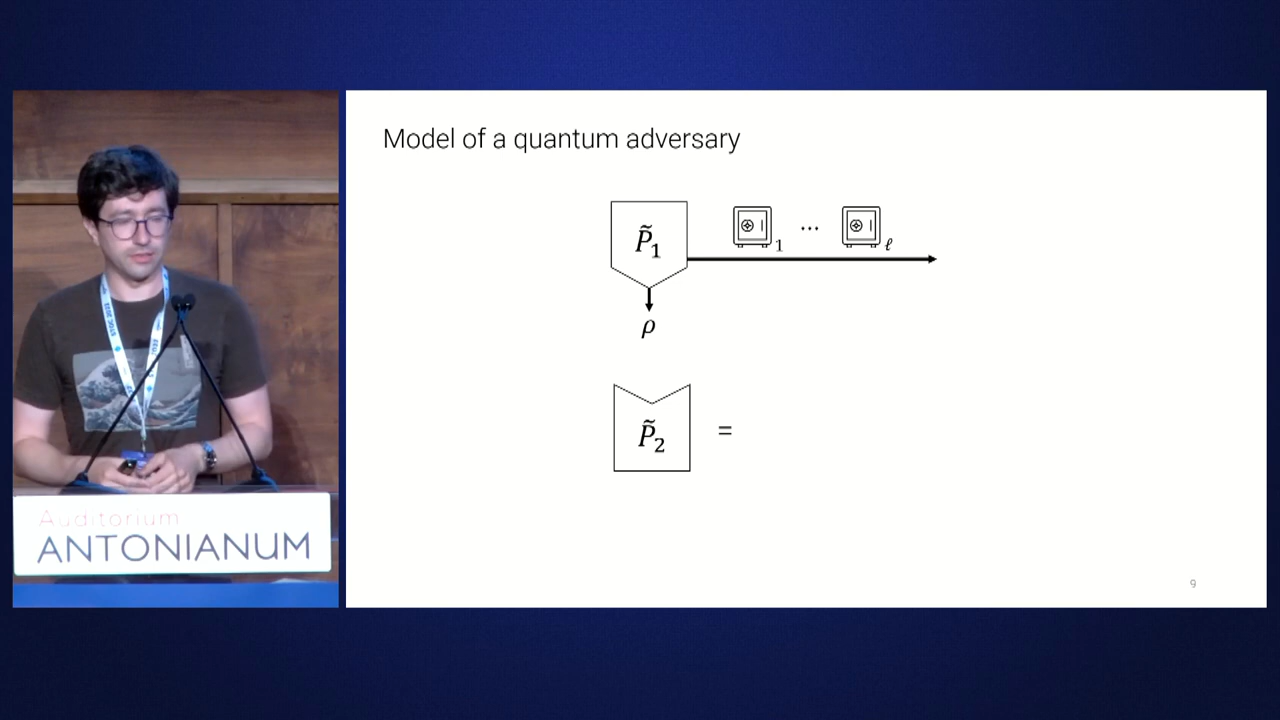 Model of a quantum adversary
P̃₁
1
...
ℓ
ρ
P̃₂
=
9
Auditorium
ANTONIANUM